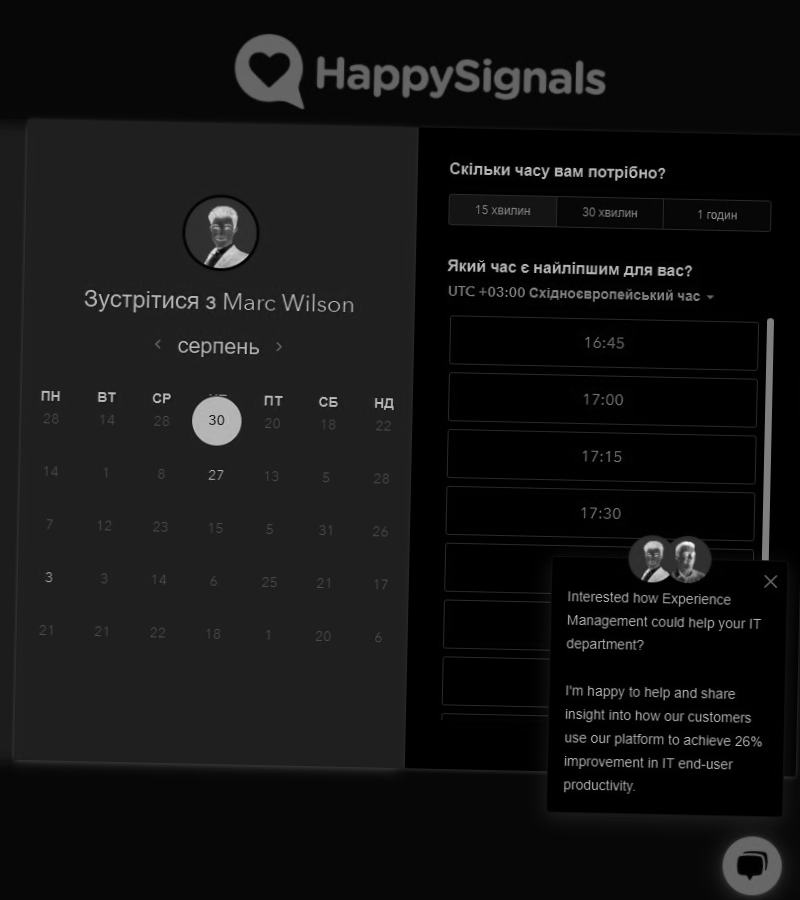 HappySignals
Зустрітися з Marc Wilson
серпень
ПН ВТ СР ПТ СБ НД
28 14 28 30 20 18 22
14 1 8 27 13 5 28
7 12 23 15 5 31 26
3 3 14 6 25 21 17
21 21 22 18 1 20 6
Скільки часу вам потрібно?
15 хвилин 30 хвилин 1 годин
Який час є найліпшим для вас?
UTC +03:00 Східноєвропейський час
16:45
17:00
17:15
17:30
Interested how Experience
Management could help your IT
department?
I'm happy to help and share
insight into how our customers
use our platform to achieve 26%
improvement in IT end-user
productivity.